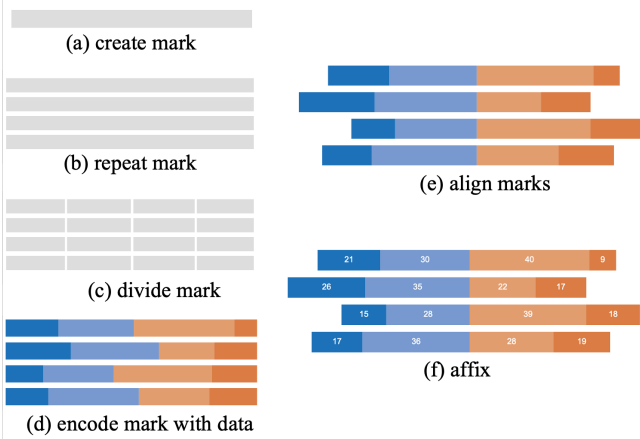 (a) create mark
(b) repeat mark
(c) divide mark
(d) encode mark with data
(e) align marks
21 30 40 9
26 35 22 17
15 28 39 18
17 36 28 19
(f) affix